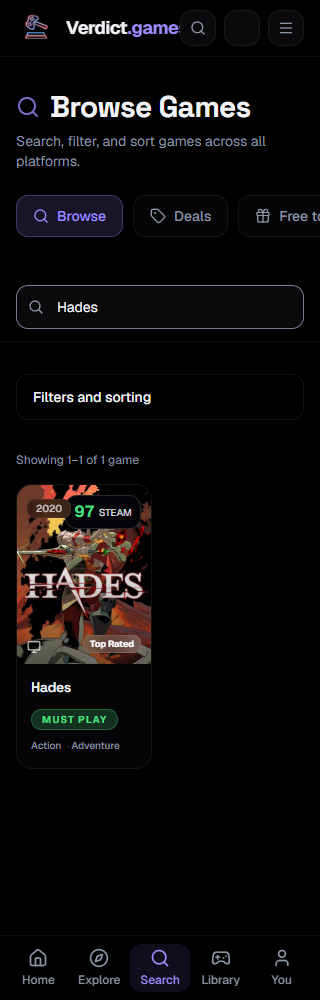 Verdict.game
Browse Games
Search, filter, and sort games across all
platforms.
Browse
Deals
Free to
Hades
Filters and sorting
Showing 1–1 of 1 game
2020
97 STEAM
HADES
Top Rated
Hades
MUST PLAY
Action · Adventure
Home
Explore
Search
Library
You